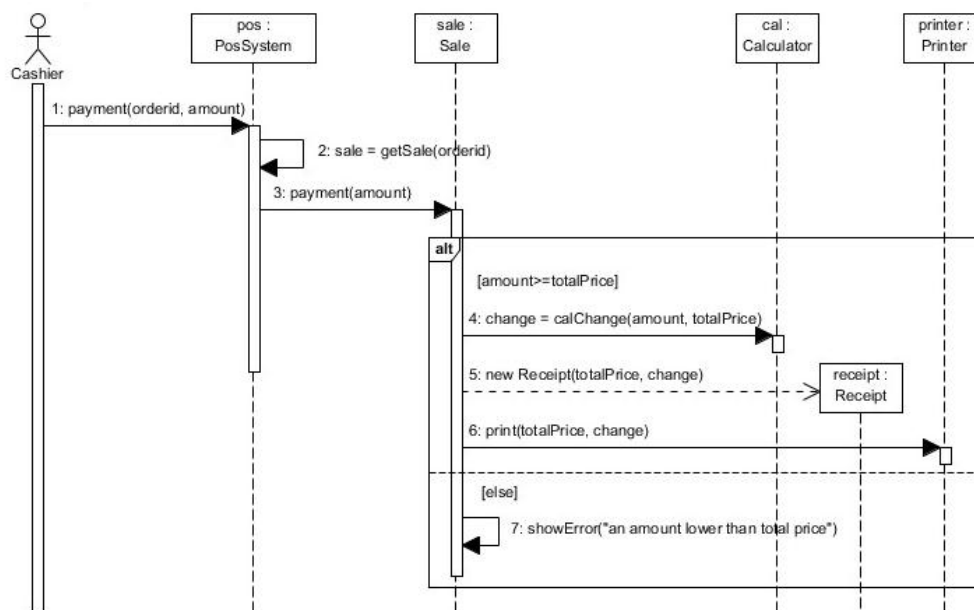 pos :
PosSystem
sale :
Sale
cal :
Calculator
printer :
Printer
Cashier
1: payment(orderid, amount)
2: sale = getSale(orderid)
3: payment(amount)
alt
[amount>=totalPrice]
4: change = calChange(amount, totalPrice)
5: new Receipt(totalPrice, change)
receipt :
Receipt
6: print(totalPrice, change)
[else]
7: showError("an amount lower than total price")